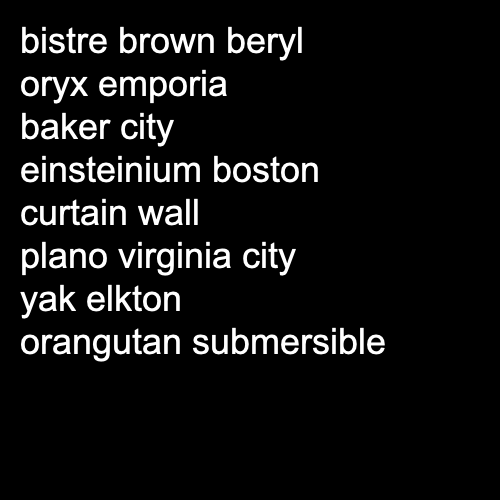 bistre brown beryl
oryx emporia
baker city
einsteinium boston
curtain wall
plano virginia city
yak elkton
orangutan submersible